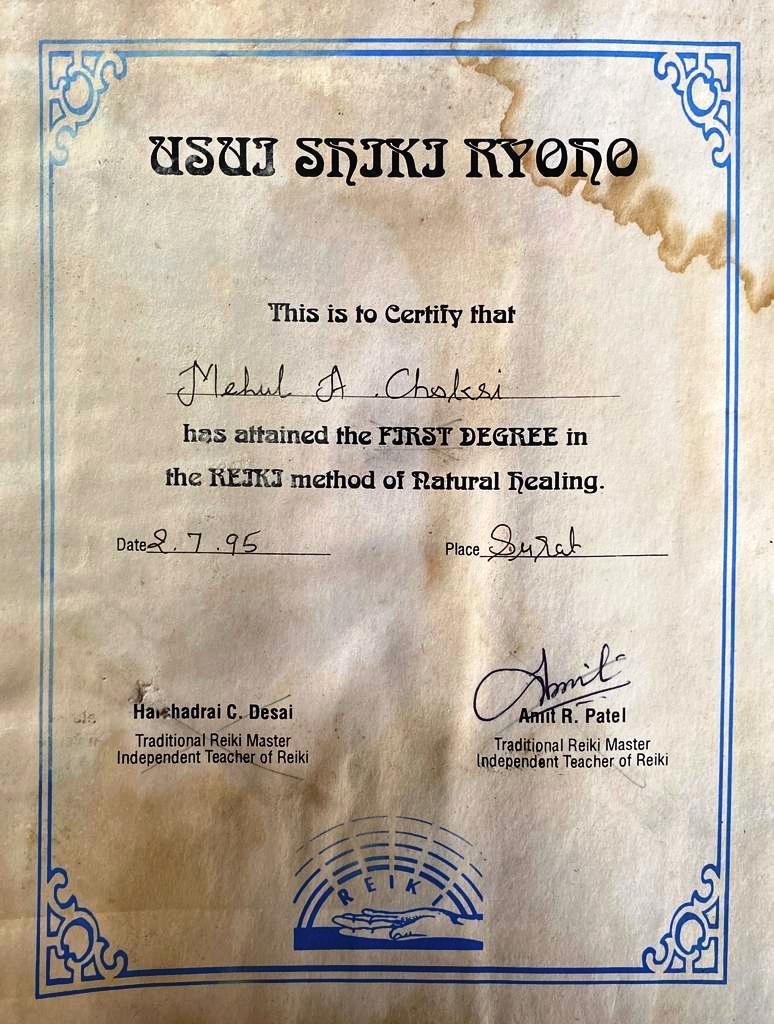 USUI SHIKI RYOHO
This is to Certify that
Mehul A. Choksi
has attained the FIRST DEGREE in
the REIKI method of Natural Healing.
Date 2.7.95 Place Surat
Amit
Harshadrai C. Desai Amit R. Patel
Traditional Reiki Master Traditional Reiki Master
Independent Teacher of Reiki Independent Teacher of Reiki
REIKI